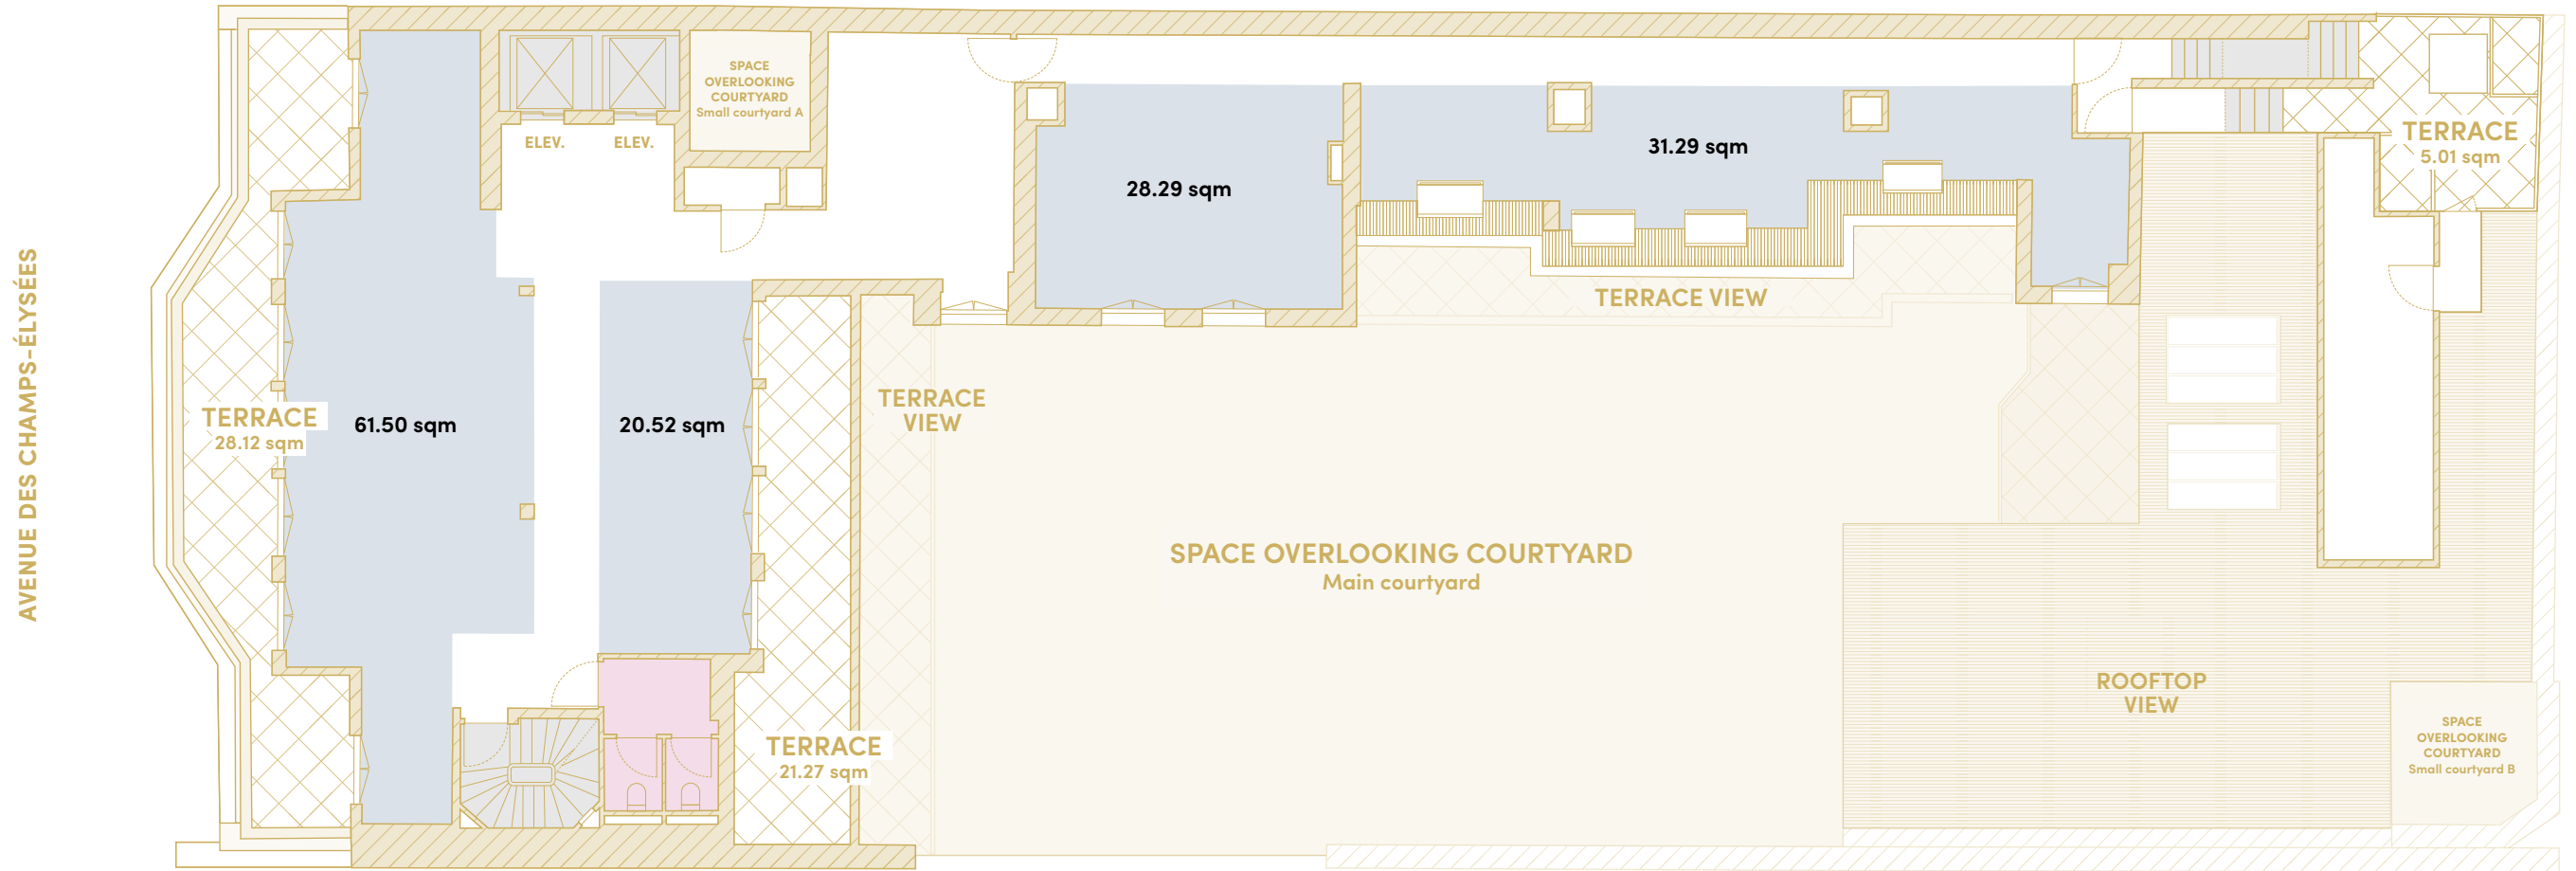 AVENUE DES CHAMPS-ÉLYSÉES
TERRACE
28.12 sqm
61.50 sqm
ELEV.
ELEV.
SPACE
OVERLOOKING
COURTYARD
Small courtyard A
20.52 sqm
TERRACE
21.27 sqm
TERRACE
VIEW
28.29 sqm
31.29 sqm
TERRACE VIEW
SPACE OVERLOOKING COURTYARD
Main courtyard
TERRACE
5.01 sqm
ROOFTOP
VIEW
SPACE
OVERLOOKING
COURTYARD
Small courtyard B